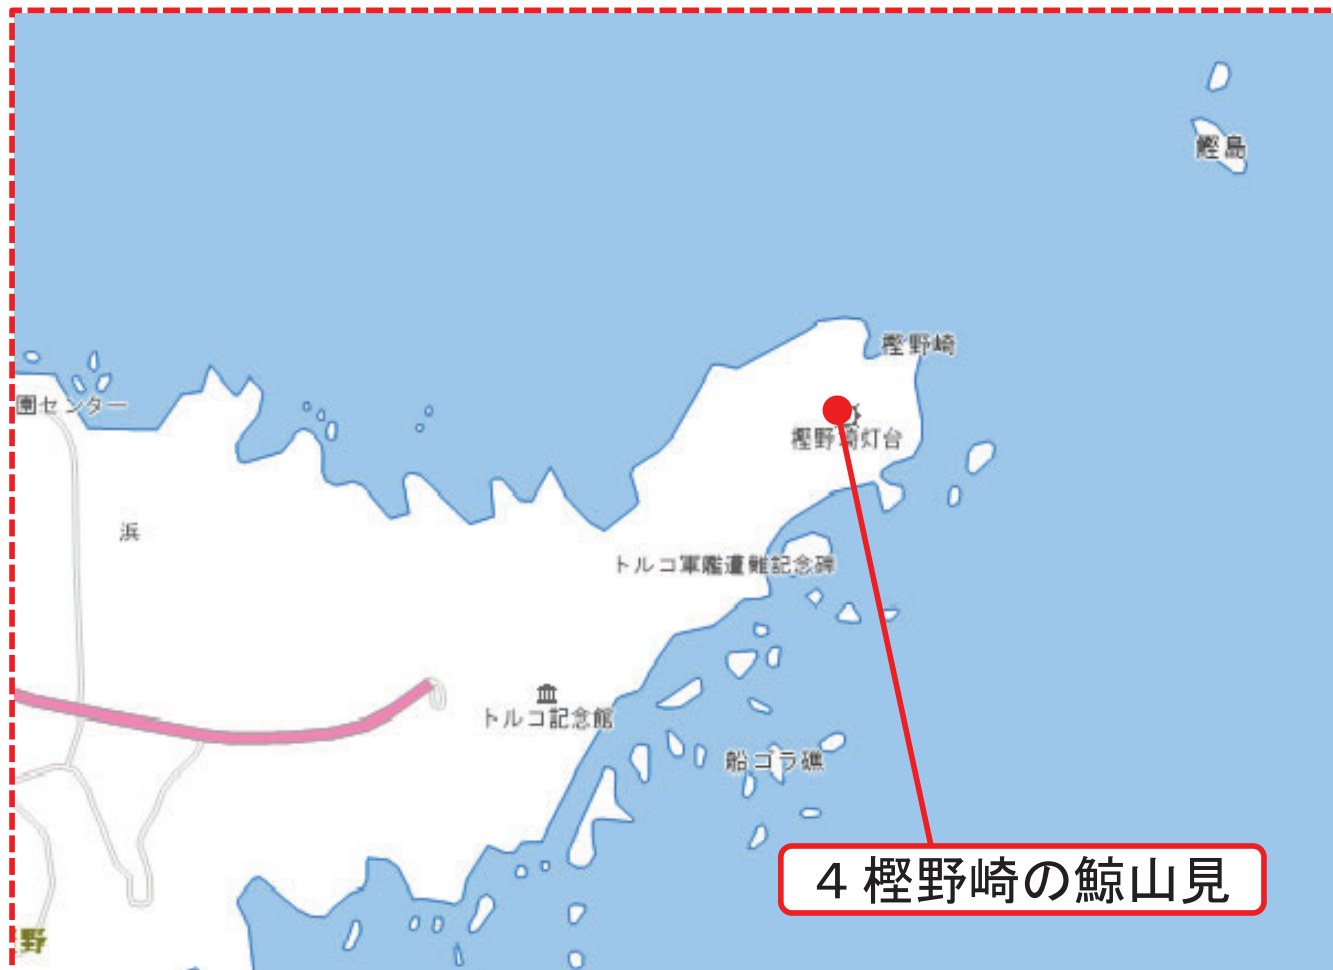 鰹島
樫野崎
園センター
樫野埼灯台
浜
トルコ軍艦遭難記念碑
トルコ記念館
船ゴラ礁
4 樫野崎の鯨山見
野